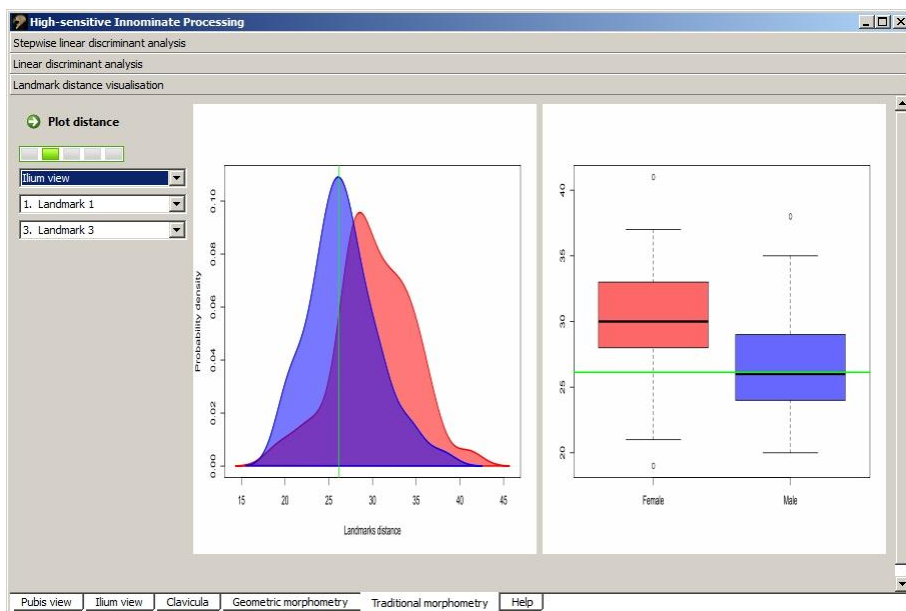 High-sensitive Innominate Processing
Stepwise linear discriminant analysis
Linear discriminant analysis
Landmark distance visualisation
Plot distance
Ilium view
1. Landmark 1
3. Landmark 3
Probability density
0.00 0.02 0.04 0.06 0.08 0.10
15 20 25 30 35 40 45
Landmarks distance
20 25 30 35 40
Female Male
Pubis view Ilium view Clavicula Geometric morphometry Traditional morphometry Help